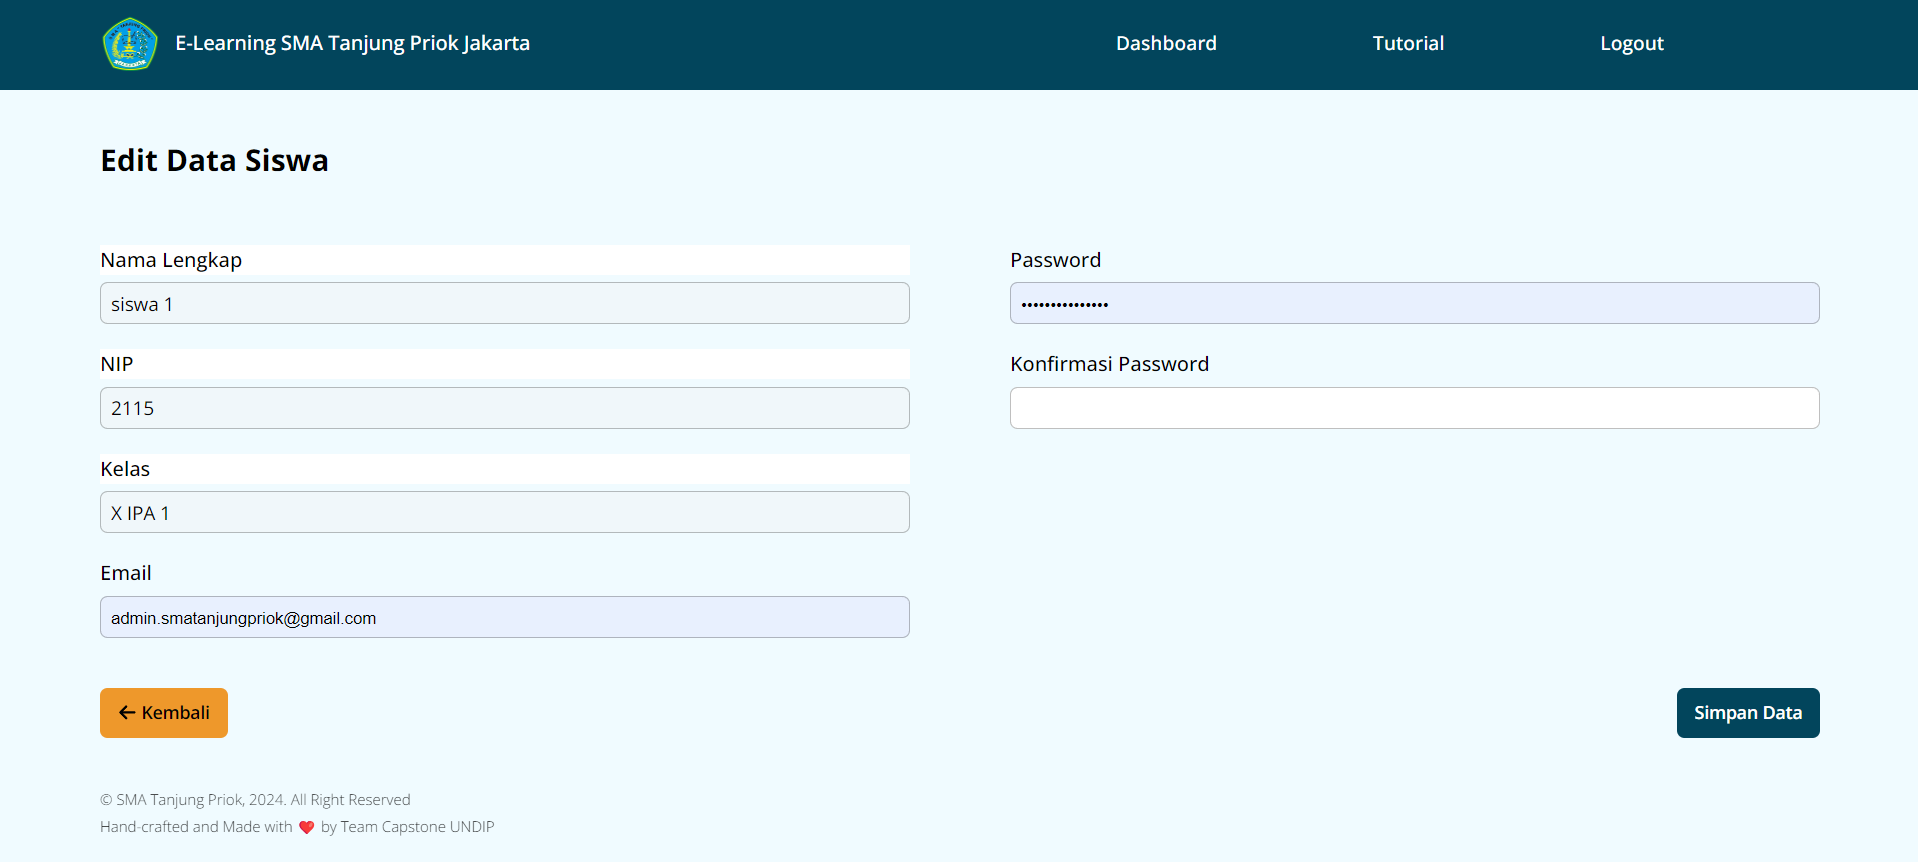 E-Learning SMA Tanjung Priok Jakarta
Dashboard
Tutorial
Logout
Edit Data Siswa
Nama Lengkap
siswa 1
NIP
2115
Kelas
X IPA 1
Email
admin.smatanjungpriok@gmail.com
Password
•••••••••••••••
Konfirmasi Password
← Kembali
Simpan Data
© SMA Tanjung Priok, 2024. All Right Reserved
Hand-crafted and Made with ❤️ by Team Capstone UNDIP